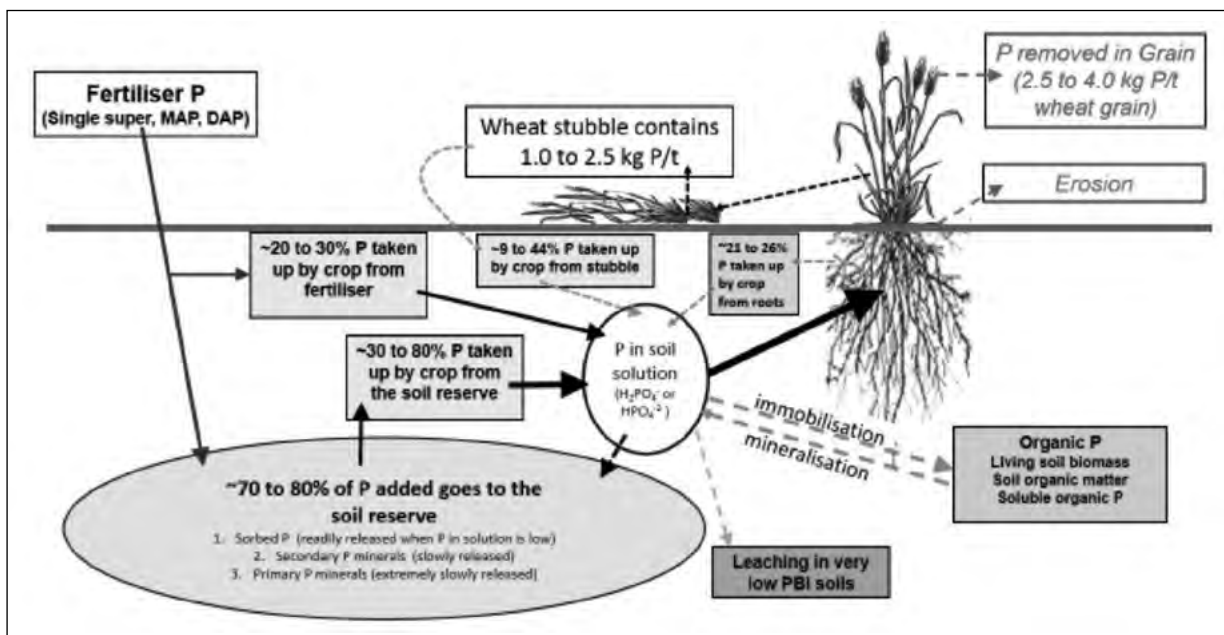 Fertiliser P
(Single super, MAP, DAP)
Wheat stubble contains
1.0 to 2.5 kg P/t
P removed in Grain
(2.5 to 4.0 kg P/t
wheat grain)
Erosion
~20 to 30% P taken
up by crop from
fertiliser
~9 to 44% P taken up
by crop from stubble
~21 to 26%
P taken up
by crop
from roots
~30 to 80% P taken
up by crop from
the soil reserve
P in soil
solution
(H₂PO₄⁻ or
HPO₄⁻²)
immobilisation
mineralisation
Organic P
Living soil biomass
Soil organic matter
Soluble organic P
~70 to 80% of P added goes to the
soil reserve
1. Sorbed P (readily released when P in solution is low)
2. Secondary P minerals (slowly released)
3. Primary P minerals (extremely slowly released)
Leaching in very
low PBI soils